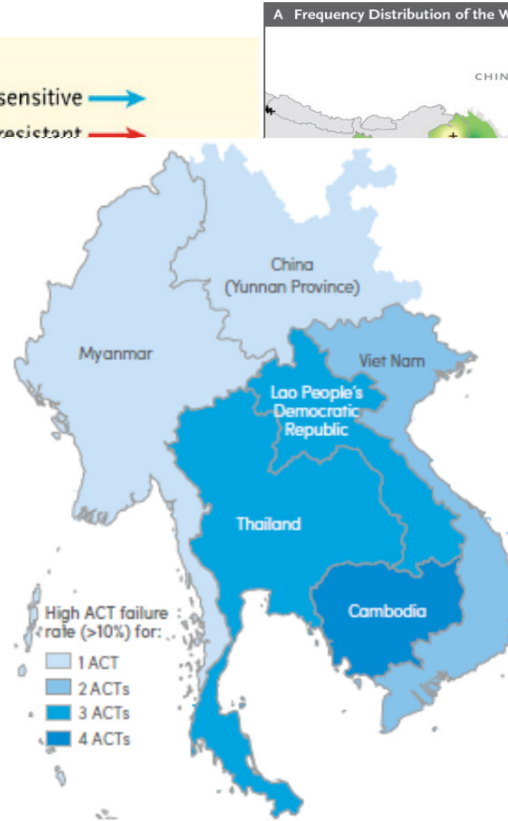 A Frequency Distribution of the W
CHIN
sensitive
resistant
China
(Yunnan Province)
Myanmar
Viet Nam
Lao People's
Democratic
Republic
Thailand
Cambodia
High ACT failure
rate (>10%) for:
1 ACT
2 ACTs
3 ACTs
4 ACTs